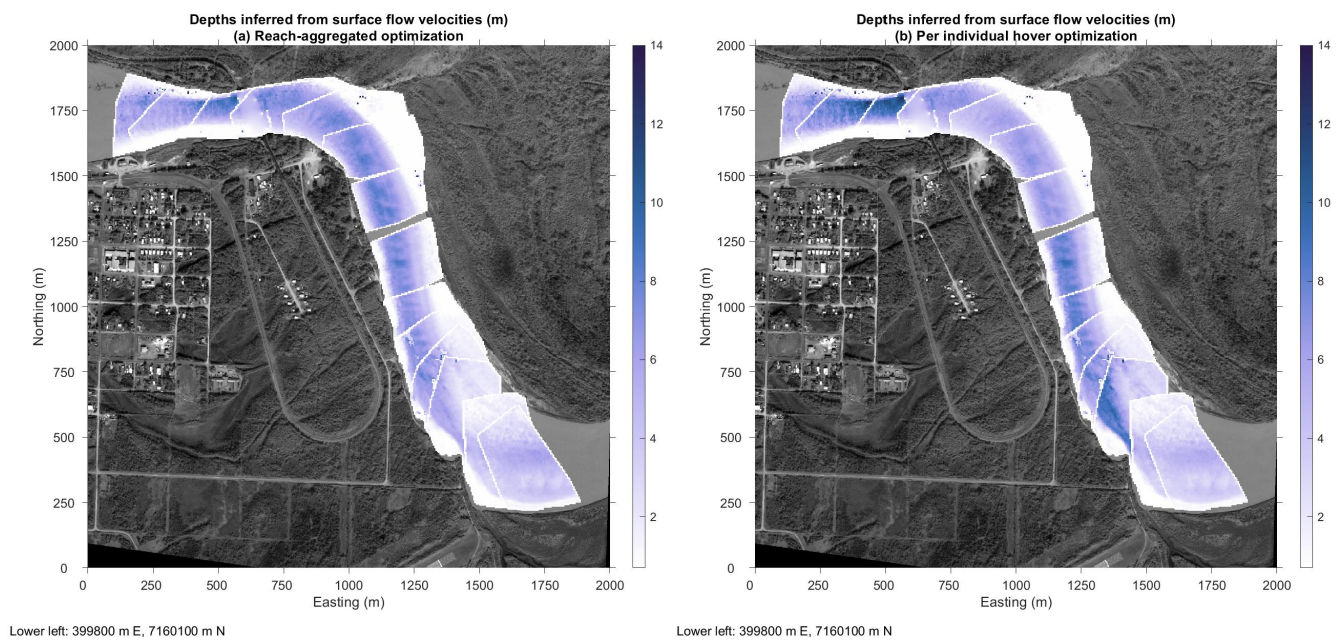 Depths inferred from surface flow velocities (m)
(a) Reach-aggregated optimization
2000
1750
1500
1250
1000
750
500
250
0
Northing (m)
0 250 500 750 1000 1250 1500 1750 2000
Easting (m)
14
12
10
8
6
4
2
Lower left: 399800 m E, 7160100 m N
Depths inferred from surface flow velocities (m)
(b) Per individual hover optimization
2000
1750
1500
1250
1000
750
500
250
0
Northing (m)
0 250 500 750 1000 1250 1500 1750 2000
Easting (m)
14
12
10
8
6
4
2
Lower left: 399800 m E, 7160100 m N